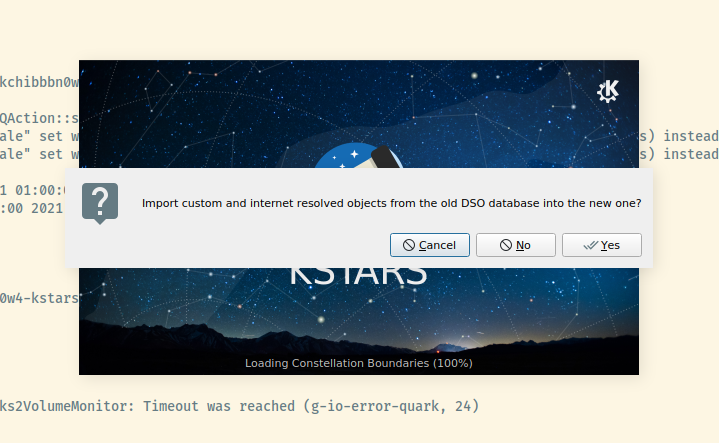 kchibbbn0w
QAction::s
ale" set w s) instead
ale" set w s) instead
1 01:00:
:00 2021
Import custom and internet resolved objects from the old DSO database into the new one?
Cancel No Yes
KSTARS
0w4-kstars
Loading Constellation Boundaries (100%)
ks2VolumeMonitor: Timeout was reached (g-io-error-quark, 24)